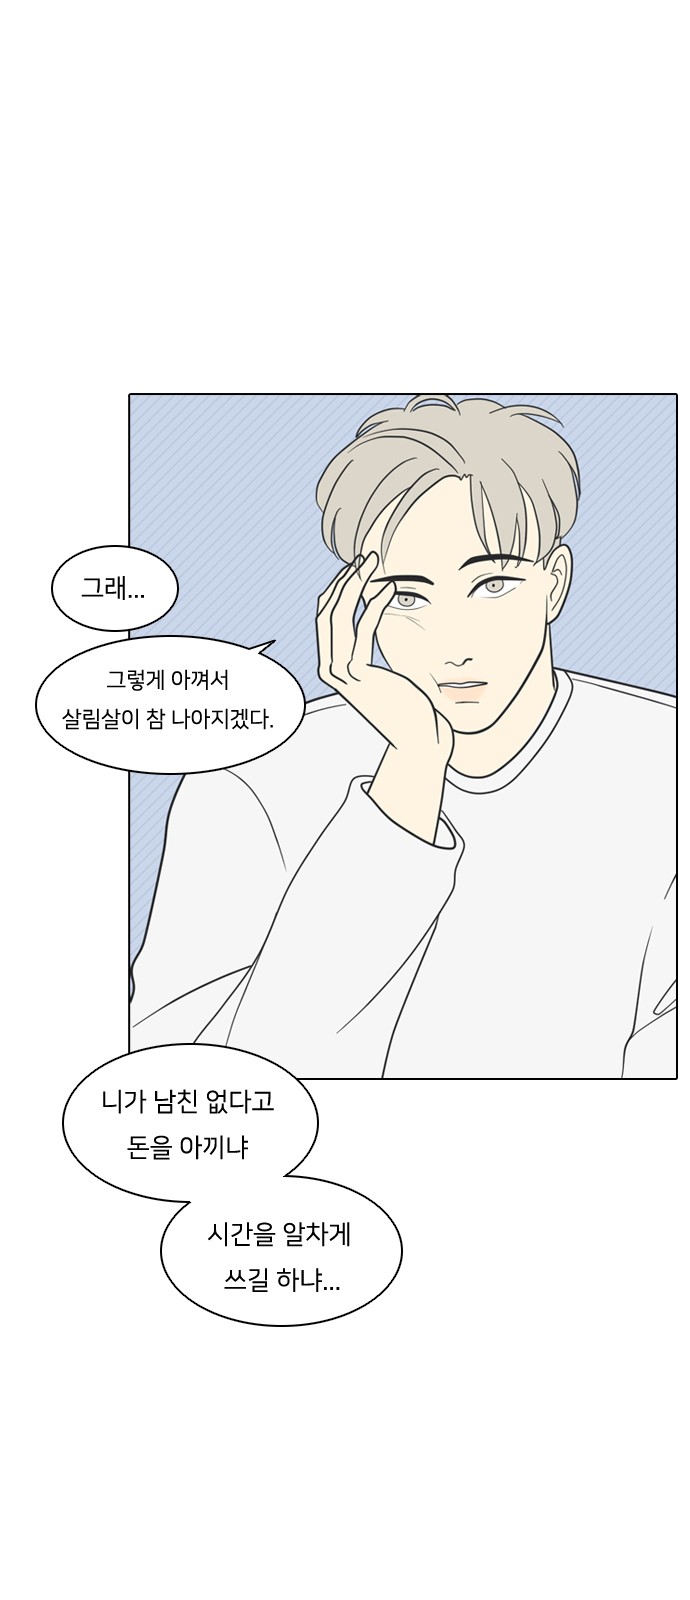 그래...
그렇게 아껴서
살림살이 참 나아지겠다.
니가 남친 없다고
돈을 아끼냐
시간을 알차게
쓰길 하냐...